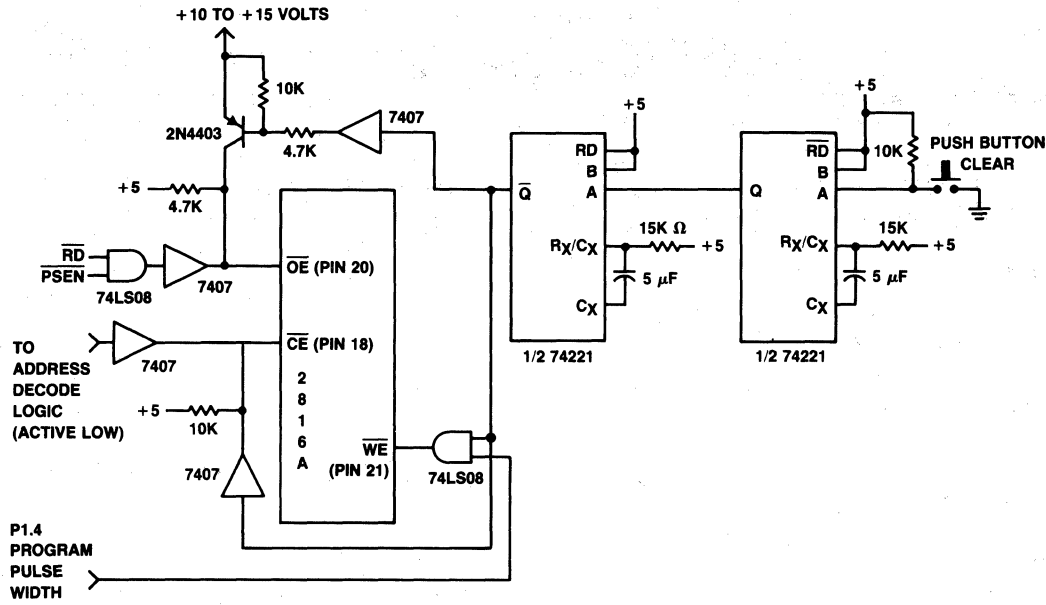 +10 TO +15 VOLTS
10K
2N4403
4.7K
7407
+5
4.7K
RD
PSEN
74LS08
7407
OE (PIN 20)
TO
ADDRESS
DECODE
LOGIC
(ACTIVE LOW)
7407
CE (PIN 18)
2
8
1
6
A
+5
10K
7407
WE
(PIN 21)
74LS08
P1.4
PROGRAM
PULSE
WIDTH
+5
RD
B
Q
A
15K Ω
RX/CX
+5
5 μF
CX
1/2 74221
+5
RD
B
10K
PUSH BUTTON
CLEAR
Q
A
15K
RX/CX
+5
5 μF
CX
1/2 74221